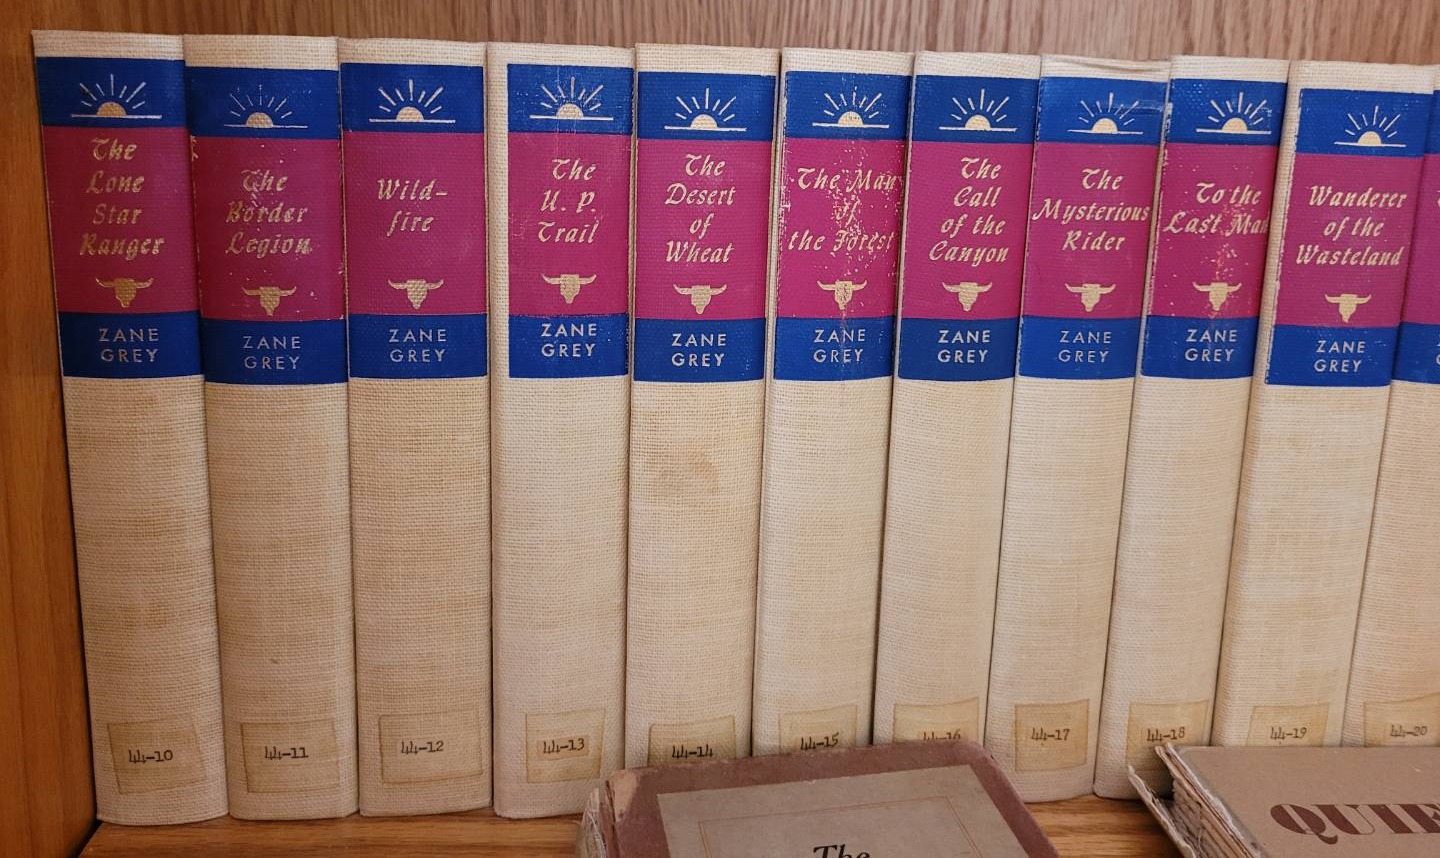 The
Lone
Star
Ranger
ZANE
GREY
44-10
The
Border
Legion
ZANE
GREY
44-11
Wild-
fire
ZANE
GREY
44-12
The
U. P.
Trail
ZANE
GREY
44-13
The
Desert
of
Wheat
ZANE
GREY
44-14
The Man
of
the Forest
ZANE
GREY
44-15
The
Call
of the
Canyon
ZANE
GREY
44-16
The
Mysterious
Rider
ZANE
GREY
44-17
To the
Last Man
ZANE
GREY
44-18
Wanderer
of the
Wasteland
ZANE
GREY
44-19
44-20
The